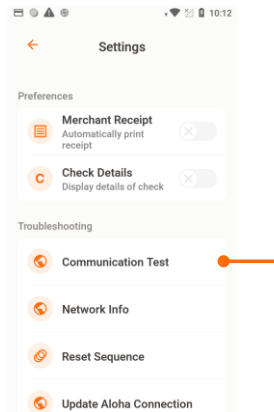 10:12
Settings
Preferences
Merchant Receipt
Automatically print
receipt
C
Check Details
Display details of check
Troubleshooting
Communication Test
Network Info
Reset Sequence
Update Aloha Connection